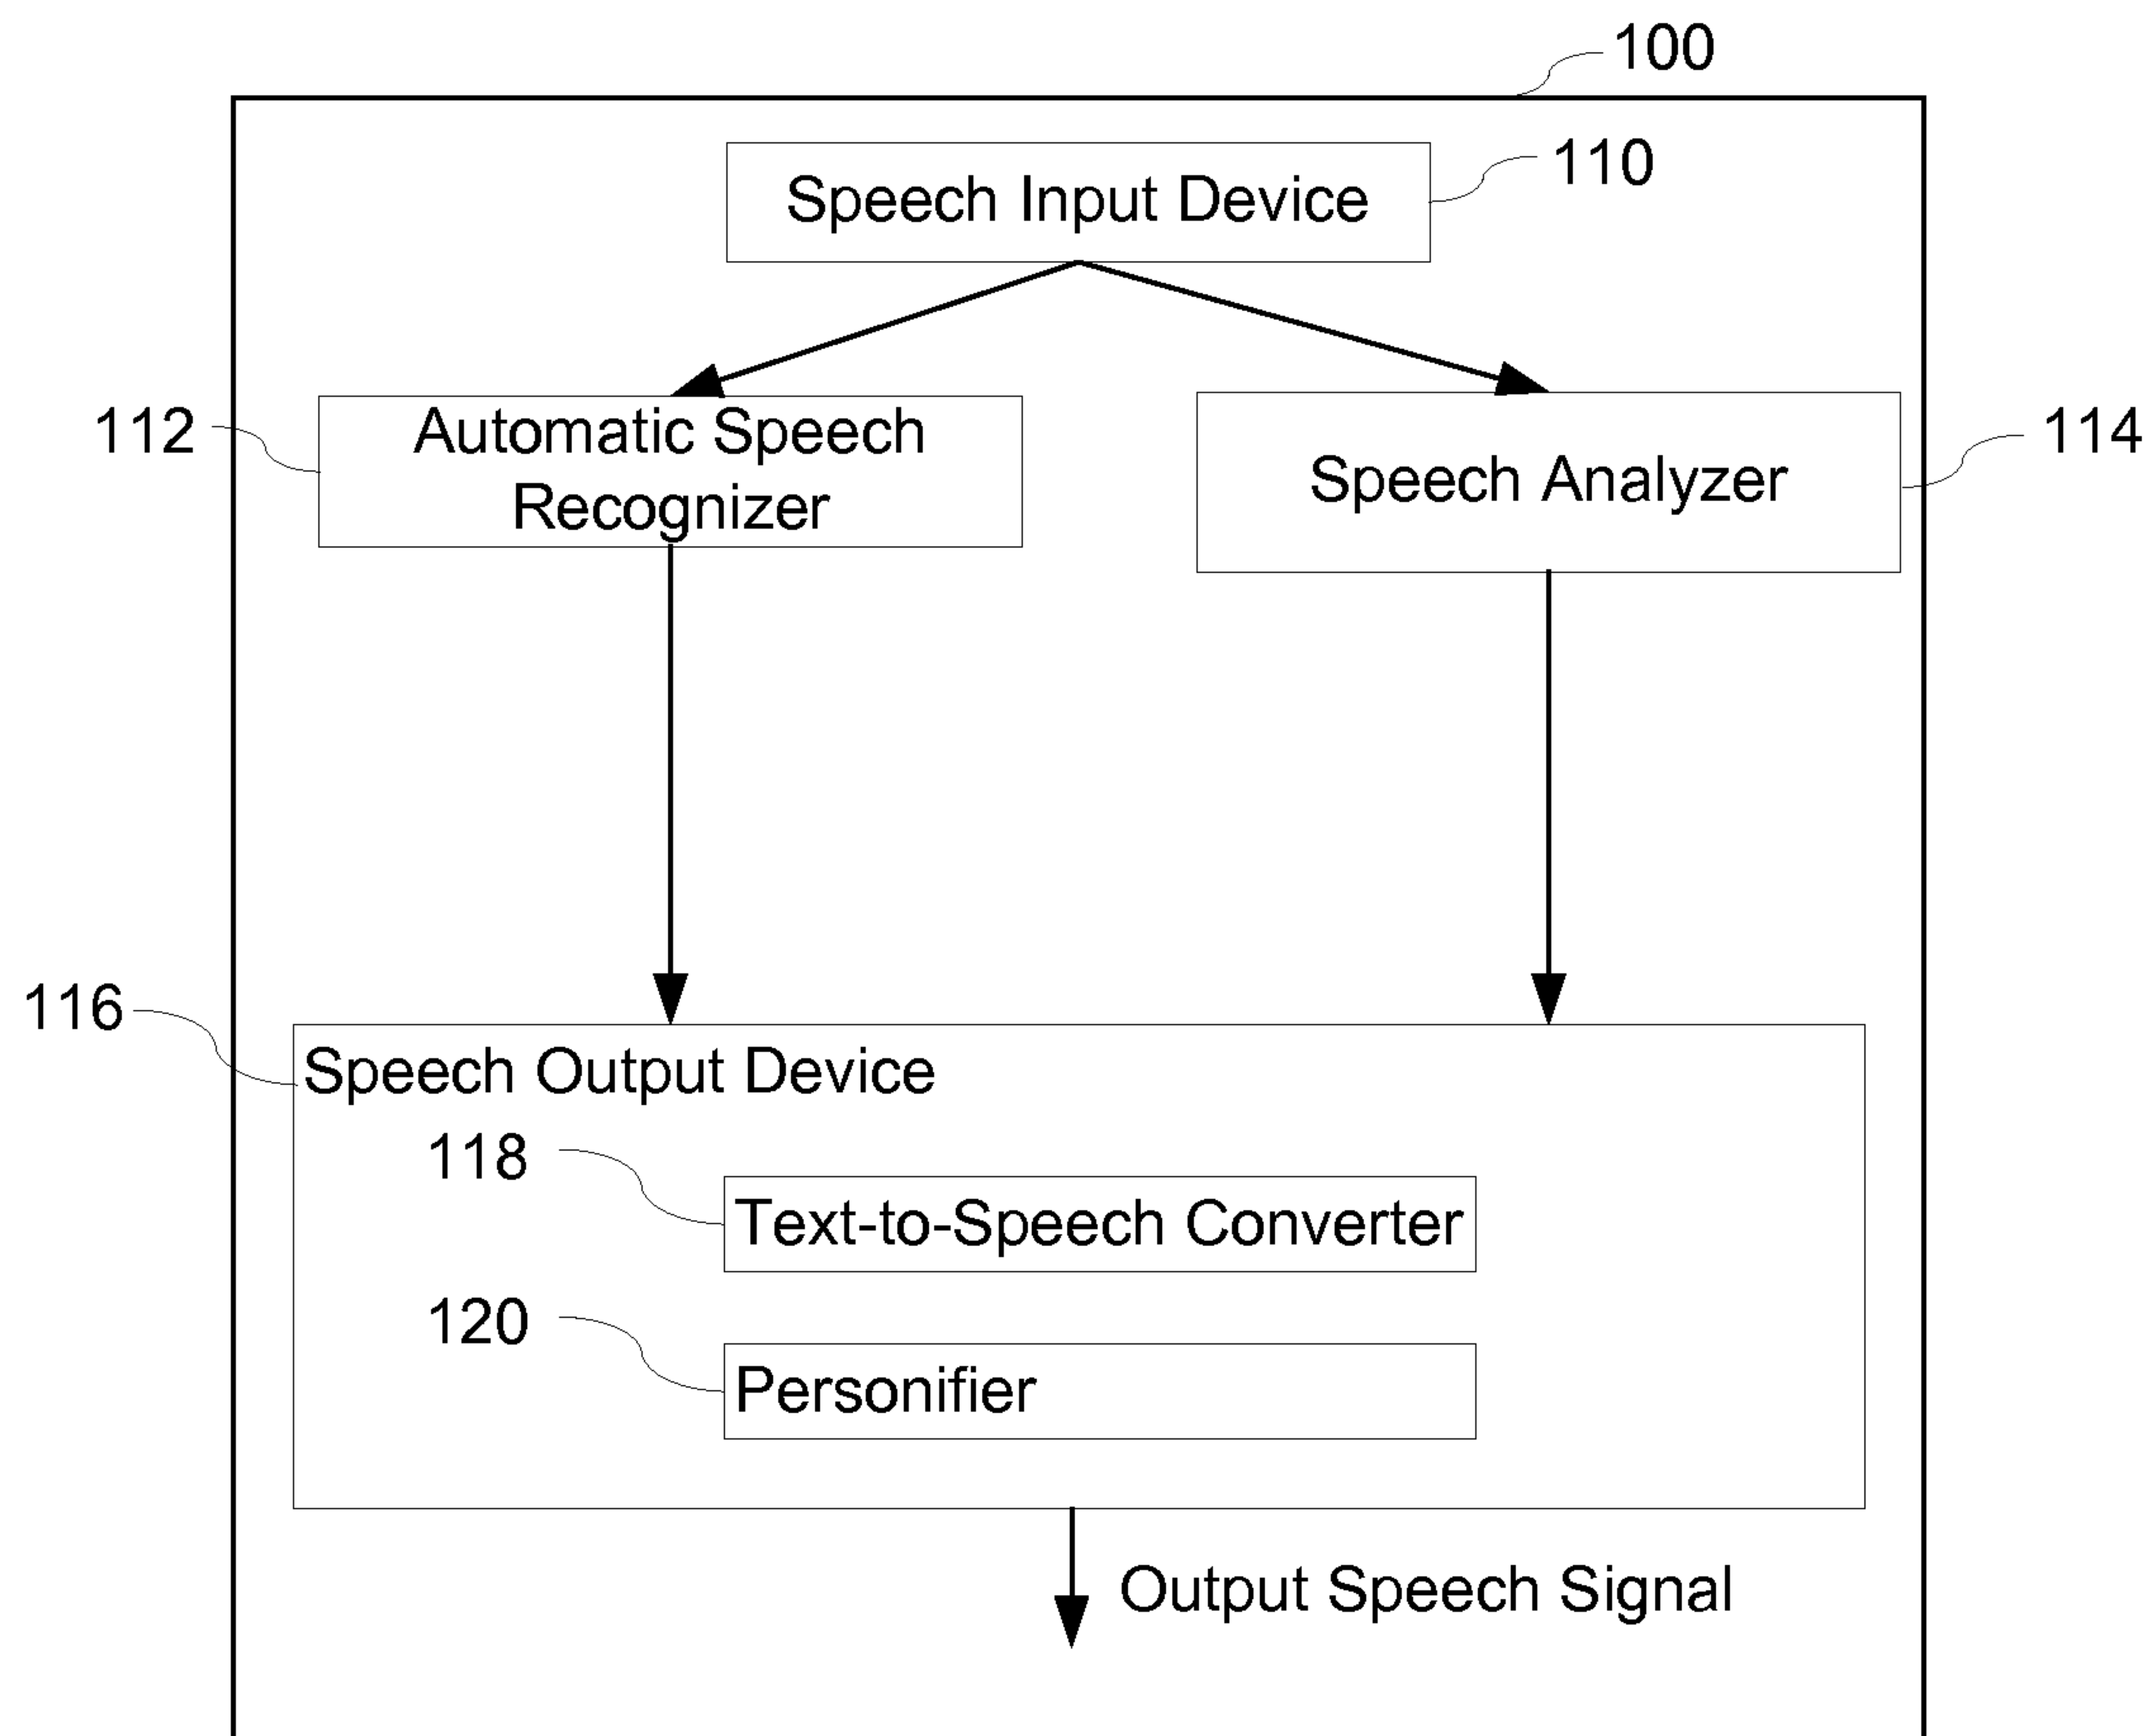 100
Speech Input Device
110
112
Automatic Speech
Recognizer
Speech Analyzer
114
116
Speech Output Device
118
Text-to-Speech Converter
120
Personifier
Output Speech Signal